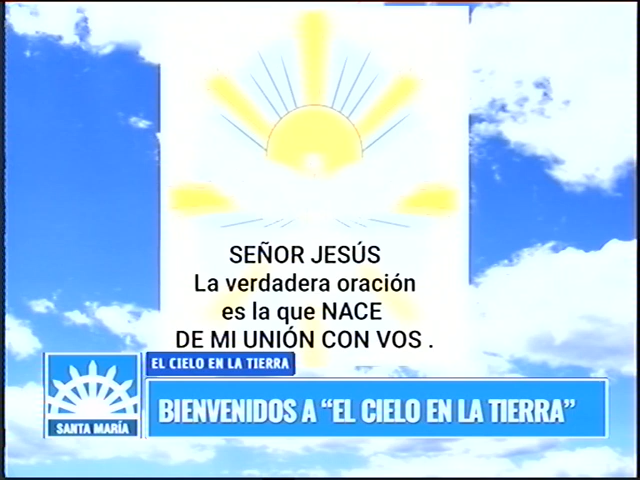 SEÑOR JESÚS
La verdadera oración
es la que NACE
DE MI UNIÓN CON VOS .
EL CIELO EN LA TIERRA
BIENVENIDOS A “EL CIELO EN LA TIERRA”
SANTA MARÍA